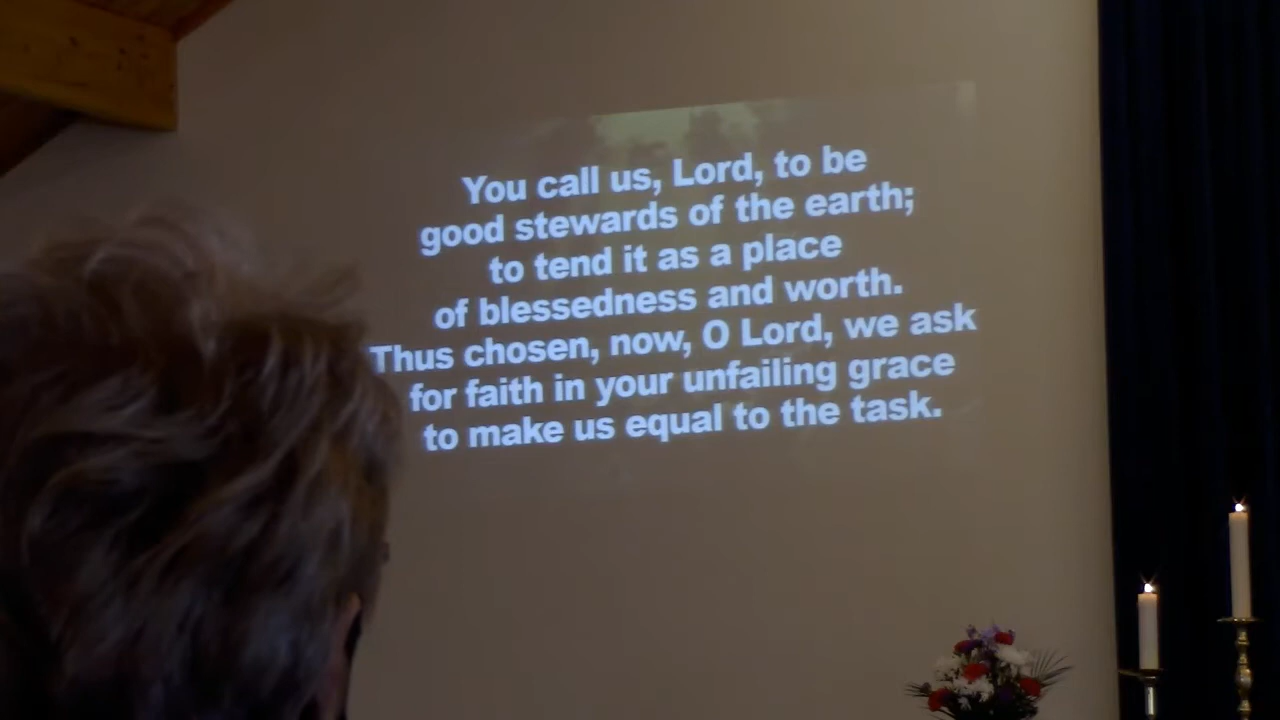 You call us, Lord, to be
good stewards of the earth;
to tend it as a place
of blessedness and worth.
Thus chosen, now, O Lord, we ask
for faith in your unfailing grace
to make us equal to the task.